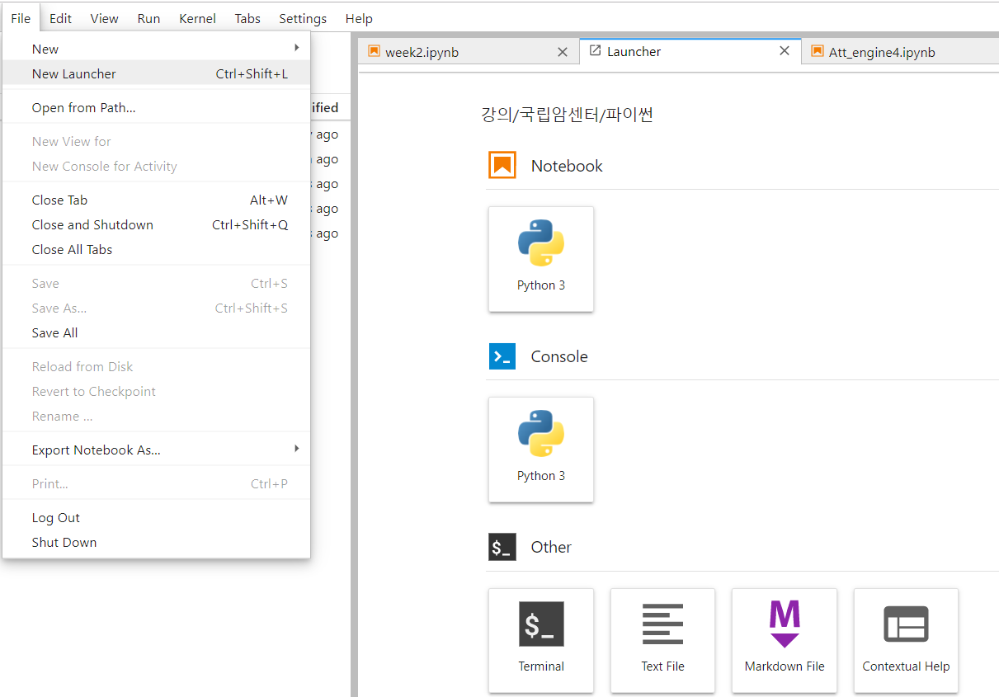 File Edit View Run Kernel Tabs Settings Help
New
New Launcher Ctrl+Shift+L
Open from Path...
New View for
New Console for Activity
Close Tab Alt+W
Close and Shutdown Ctrl+Shift+Q
Close All Tabs
Save Ctrl+S
Save As... Ctrl+Shift+S
Save All
Reload from Disk
Revert to Checkpoint
Rename ...
Export Notebook As...
Print... Ctrl+P
Log Out
Shut Down
ified
ago
ago
ago
ago
ago
week2.ipynb Launcher Att_engine4.ipynb
강의/국립암센터/파이썬
Notebook
Python 3
Console
Python 3
$_ Other
$_
Terminal Text File Markdown File Contextual Help